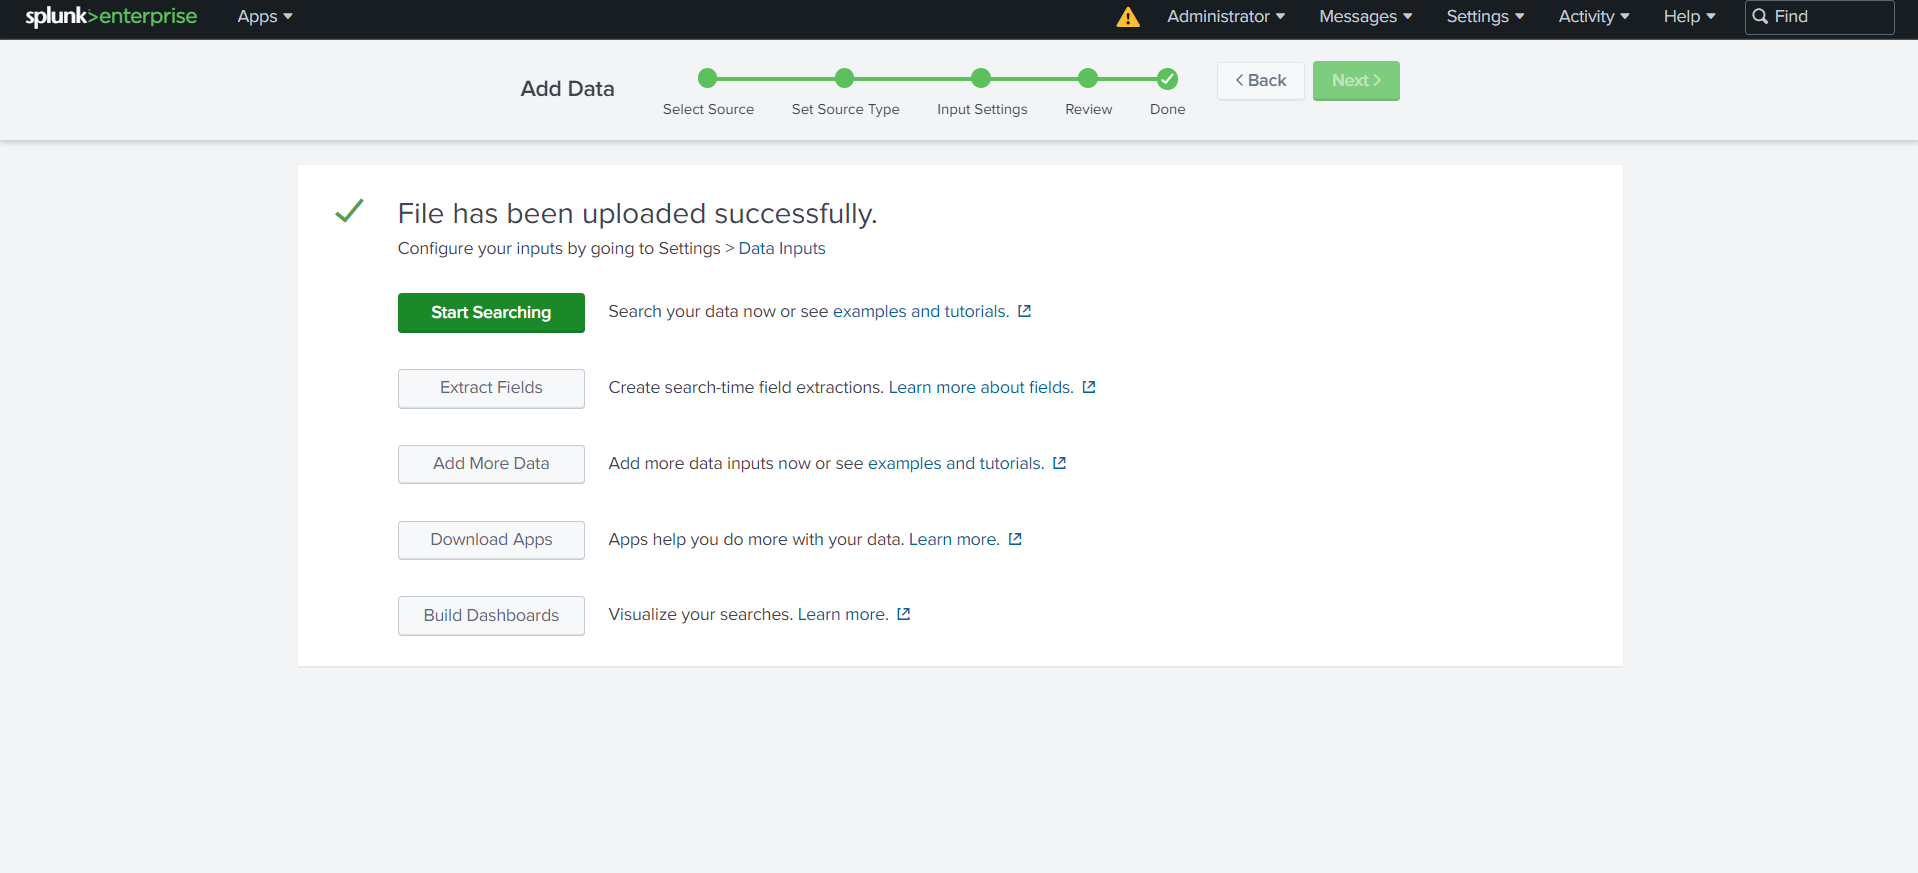 splunk>enterprise Apps Administrator Messages Settings Activity Help Find
Add Data
Select Source Set Source Type Input Settings Review Done
< Back Next >
File has been uploaded successfully.
Configure your inputs by going to Settings > Data Inputs
Start Searching Search your data now or see examples and tutorials.
Extract Fields Create search-time field extractions. Learn more about fields.
Add More Data Add more data inputs now or see examples and tutorials.
Download Apps Apps help you do more with your data. Learn more.
Build Dashboards Visualize your searches. Learn more.